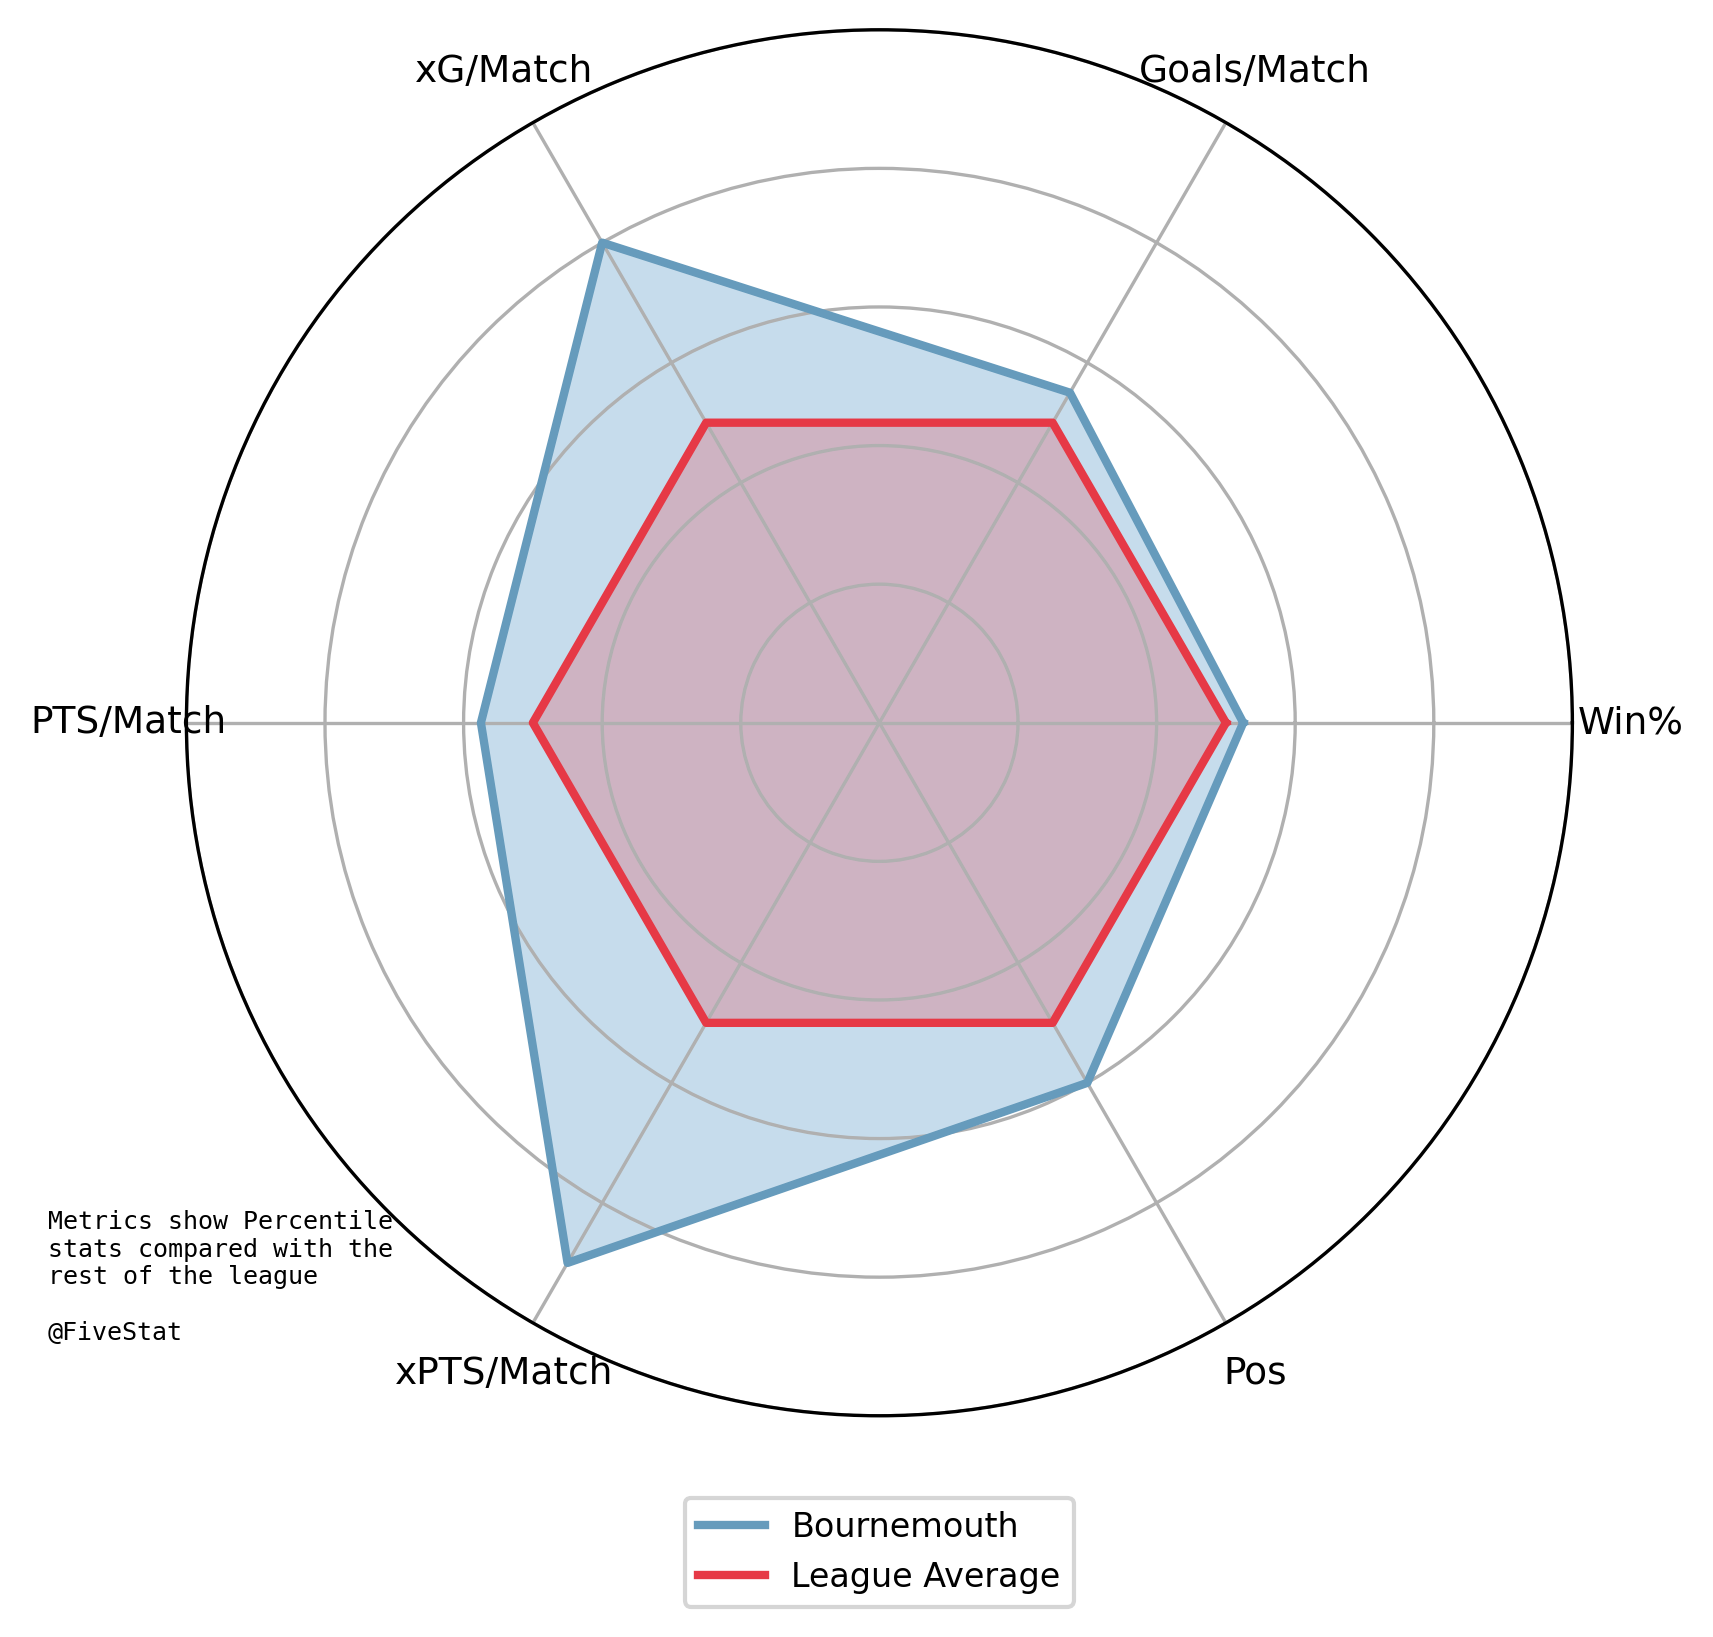 xG/Match
Goals/Match
PTS/Match
Win%
Metrics show Percentile
stats compared with the
rest of the league
@FiveStat
xPTS/Match
Pos
Bournemouth
League Average